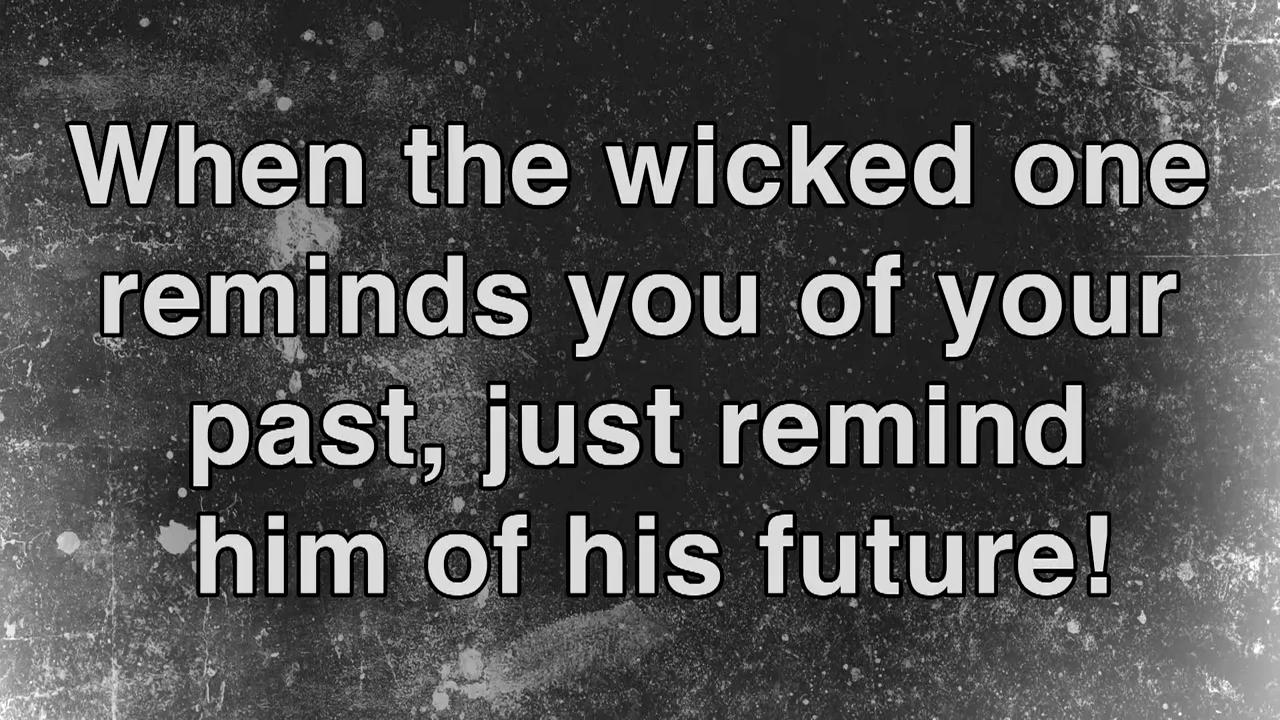 When the wicked one
reminds you of your
past, just remind
him of his future!